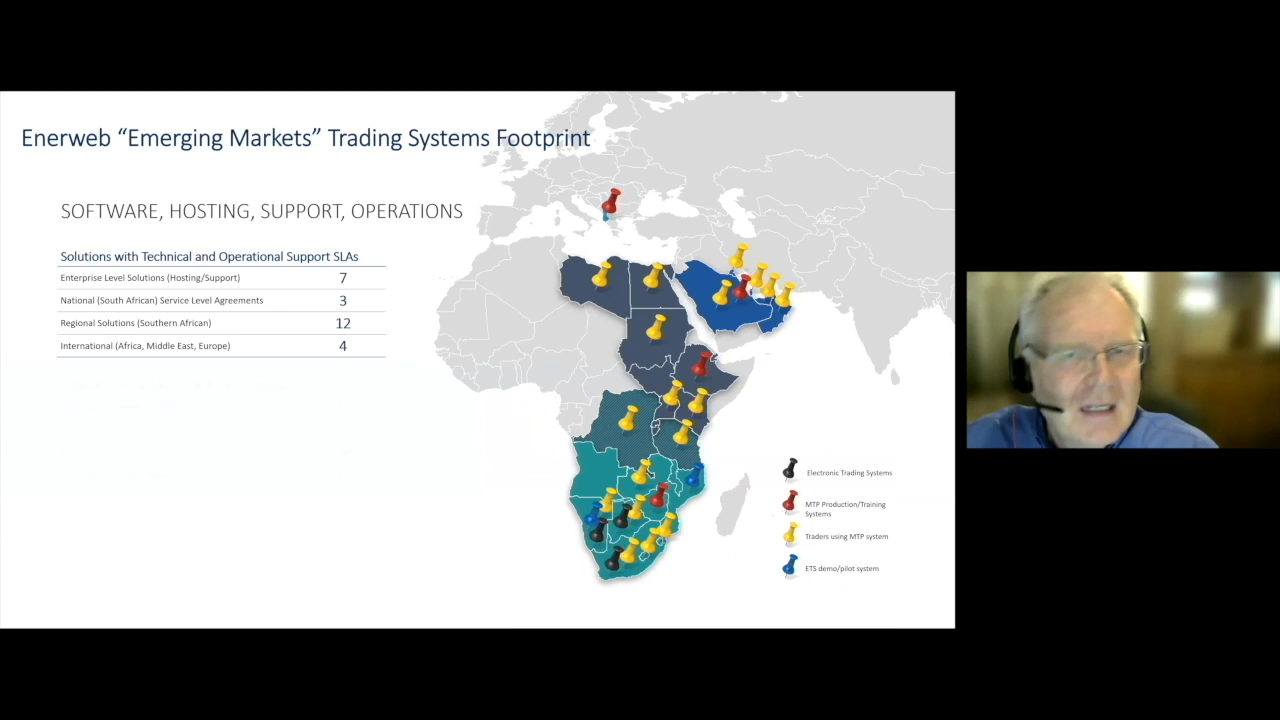 Enerweb “Emerging Markets” Trading Systems Footprint
SOFTWARE, HOSTING, SUPPORT, OPERATIONS
Solutions with Technical and Operational Support SLAs
Enterprise Level Solutions (Hosting/Support) 7
National (South African) Service Level Agreements 3
Regional Solutions (Southern African) 12
International (Africa, Middle East, Europe) 4
Electronic Trading Systems
MTP Production/Training
Systems
Traders using MTP system
ETS demo/pilot system